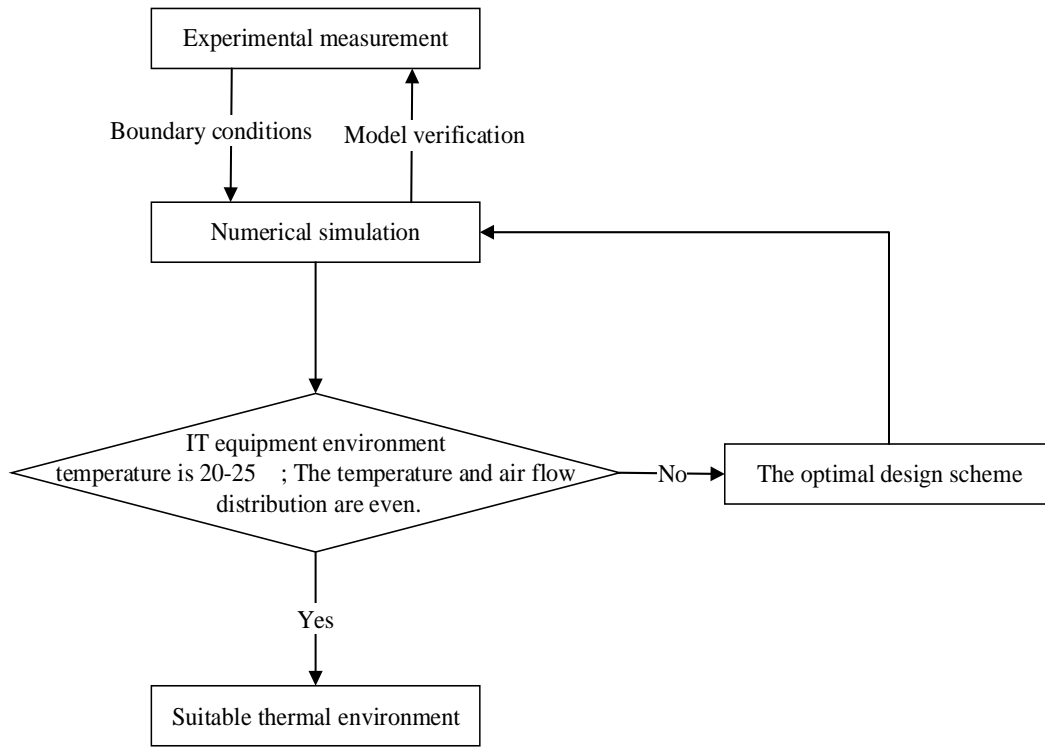 Experimental measurement
Boundary conditions
Model verification
Numerical simulation
IT equipment environment
temperature is 20-25    ; The temperature and air flow
distribution are even.
No
The optimal design scheme
Yes
Suitable thermal environment